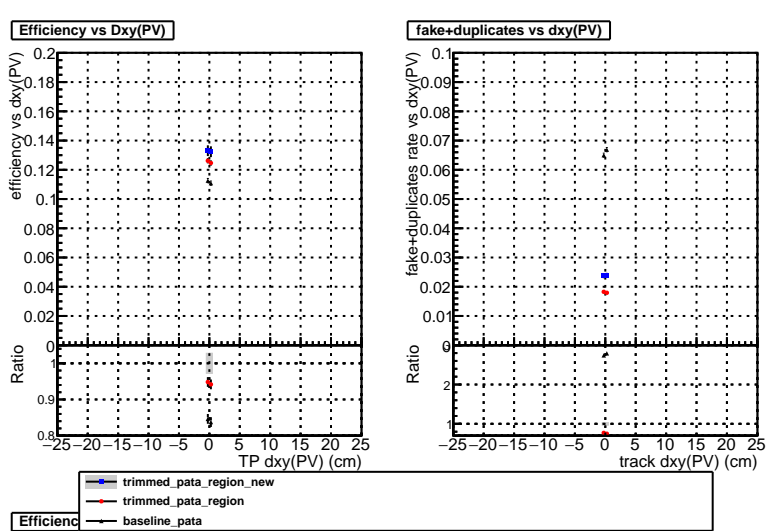 Efficiency vs Dxy(PV)
efficiency vs dxy(PV)
0.2
0.18
0.16
0.14
0.12
0.1
0.08
0.06
0.04
0.02
0
Ratio
1
0.9
0.8
−25 −20 −15 −10 −5 0 5 10 15 20 25
TP dxy(PV) (cm)
fake+duplicates vs dxy(PV)
fake+duplicates rate vs dxy(PV)
0.1
0.09
0.08
0.07
0.06
0.05
0.04
0.03
0.02
0.01
0
Ratio
2
1
−25 −20 −15 −10 −5 0 5 10 15 20 25
track dxy(PV) (cm)
trimmed_pata_region_new
trimmed_pata_region
baseline_pata
Efficienc